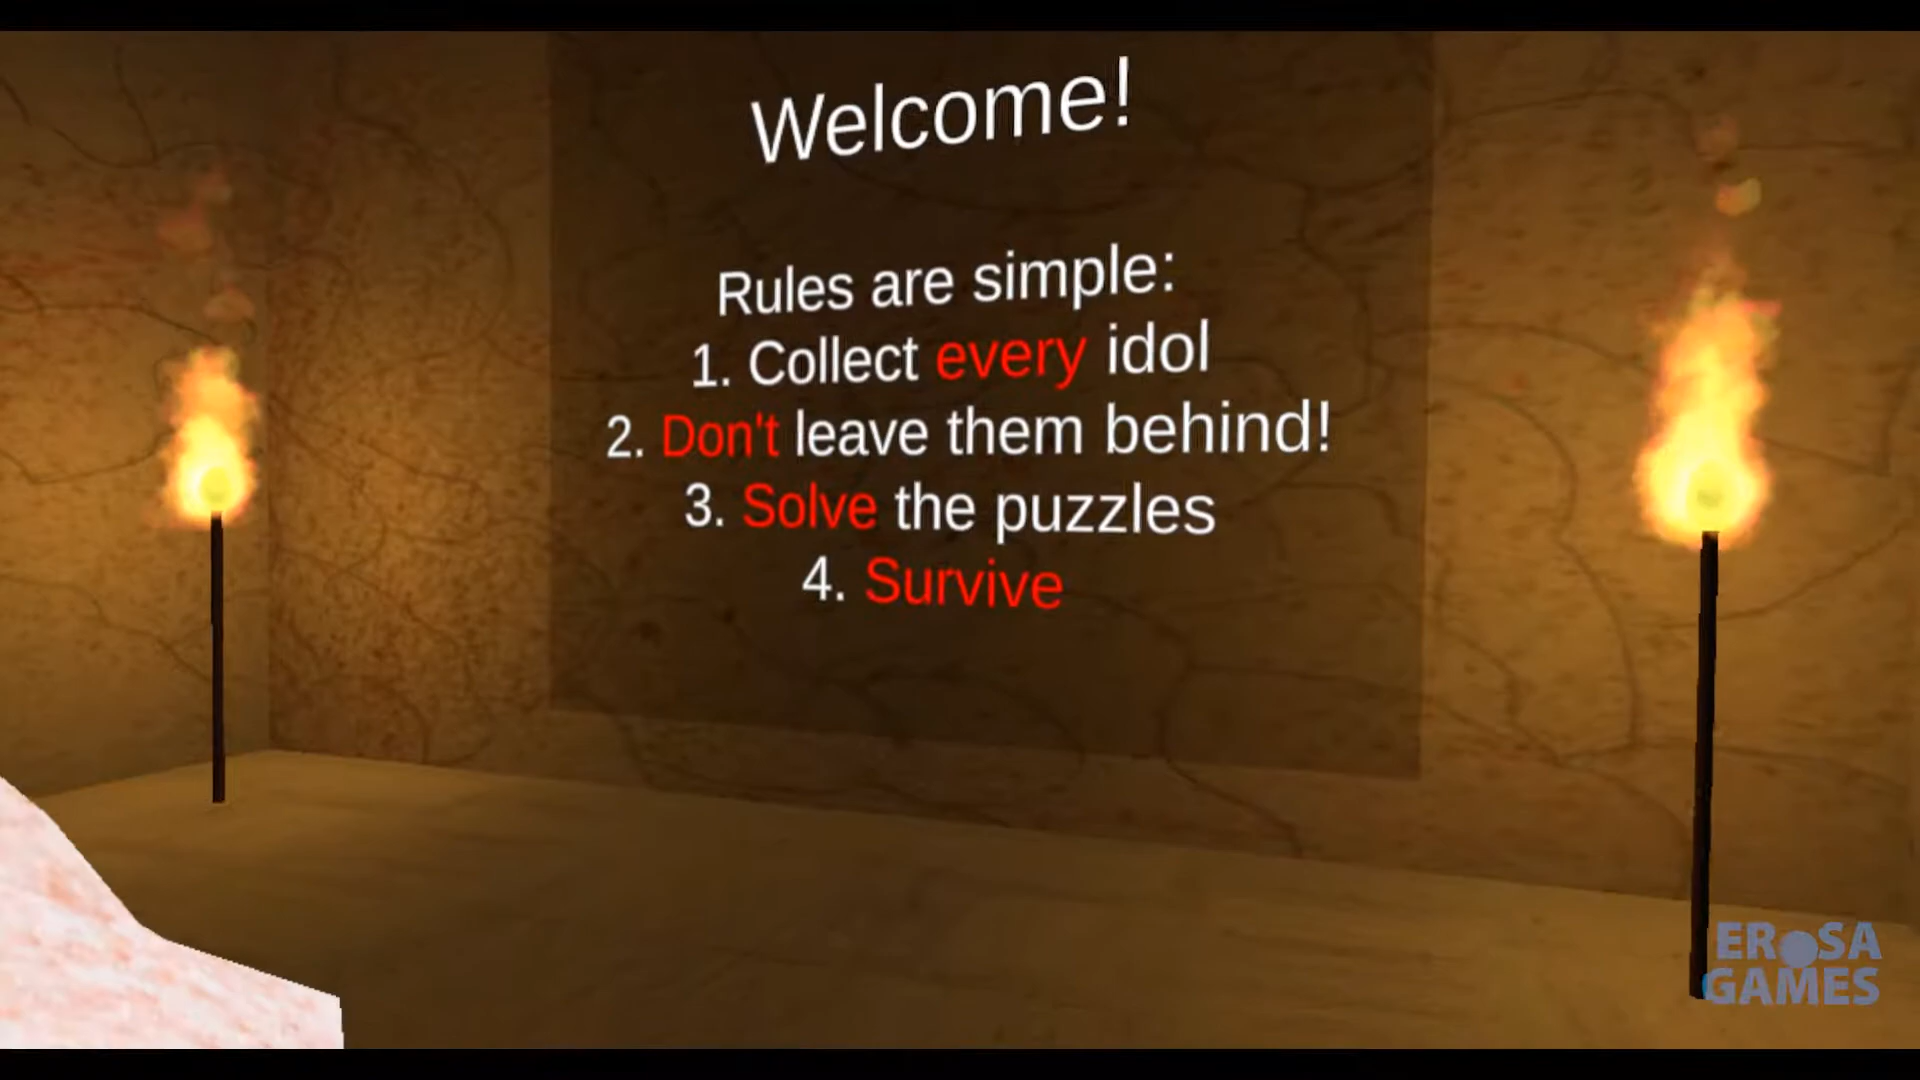 Welcome!
Rules are simple:
1. Collect every idol
2. Don't leave them behind!
3. Solve the puzzles
4. Survive
EROSA
GAMES